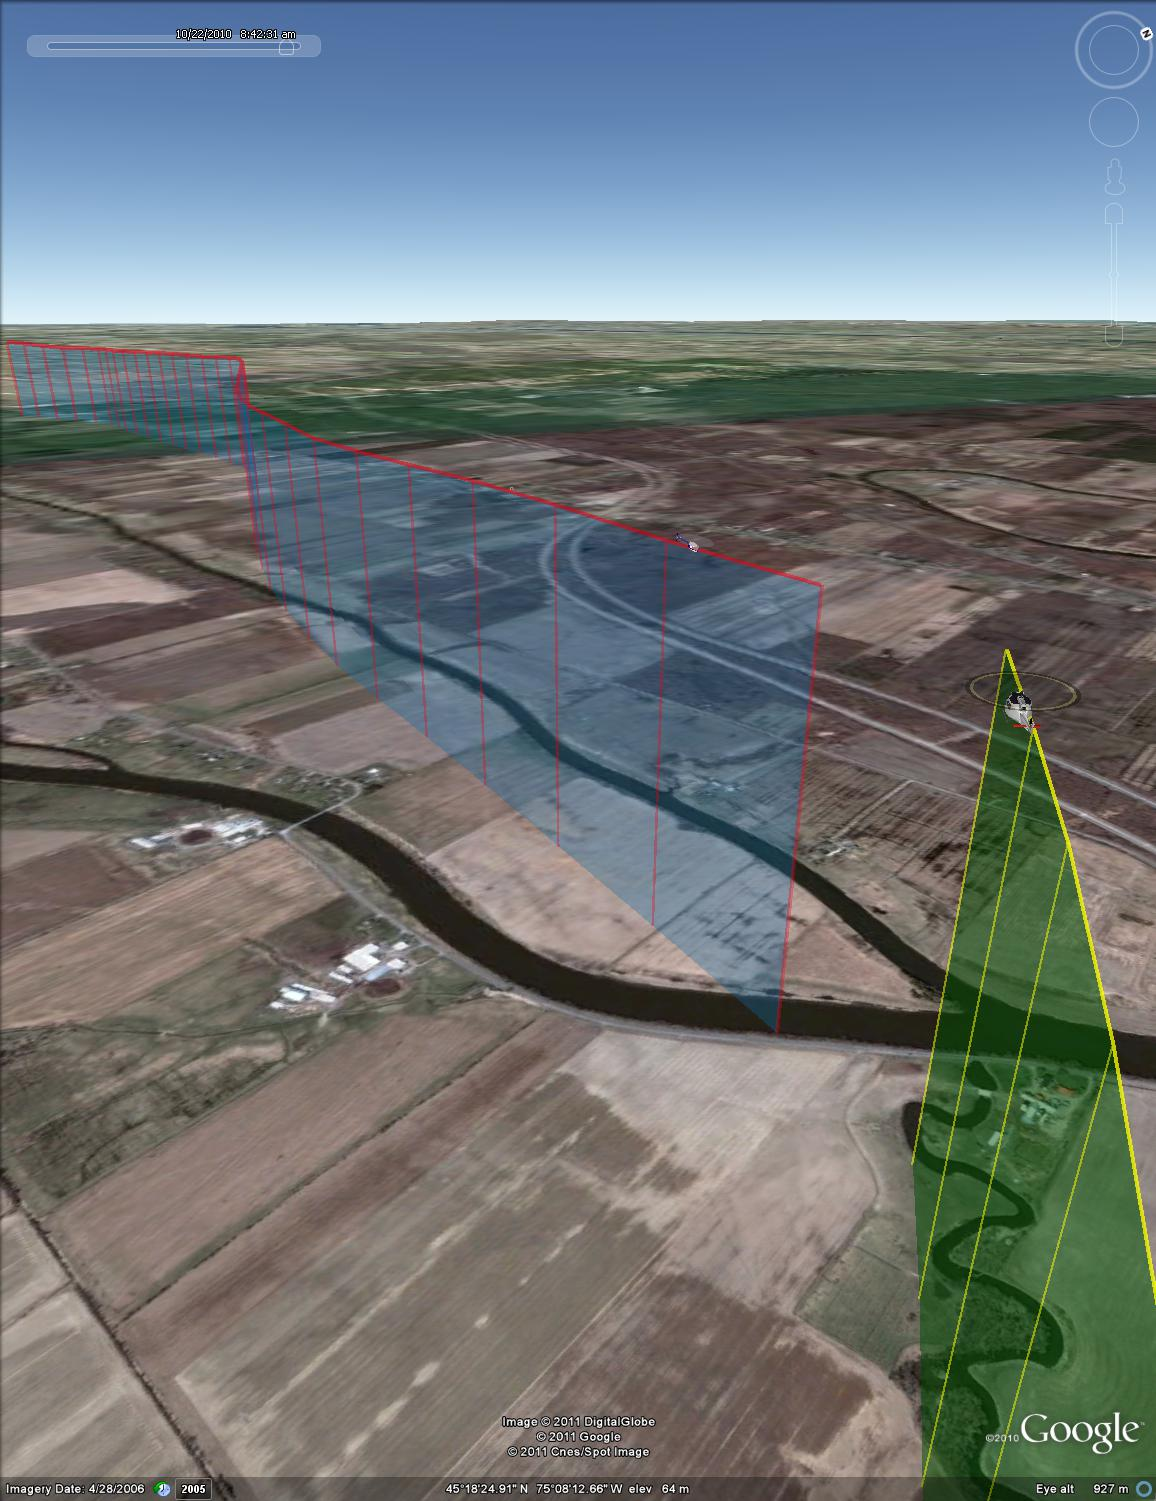 10/22/2010 8:42:31 am
N
Image © 2011 DigitalGlobe
© 2011 Google
© 2011 Cnes/Spot Image
©2010 Google™
Imagery Date: 4/28/2006 2005 45°18'24.91" N 75°08'12.66" W elev 64 m Eye alt 927 m